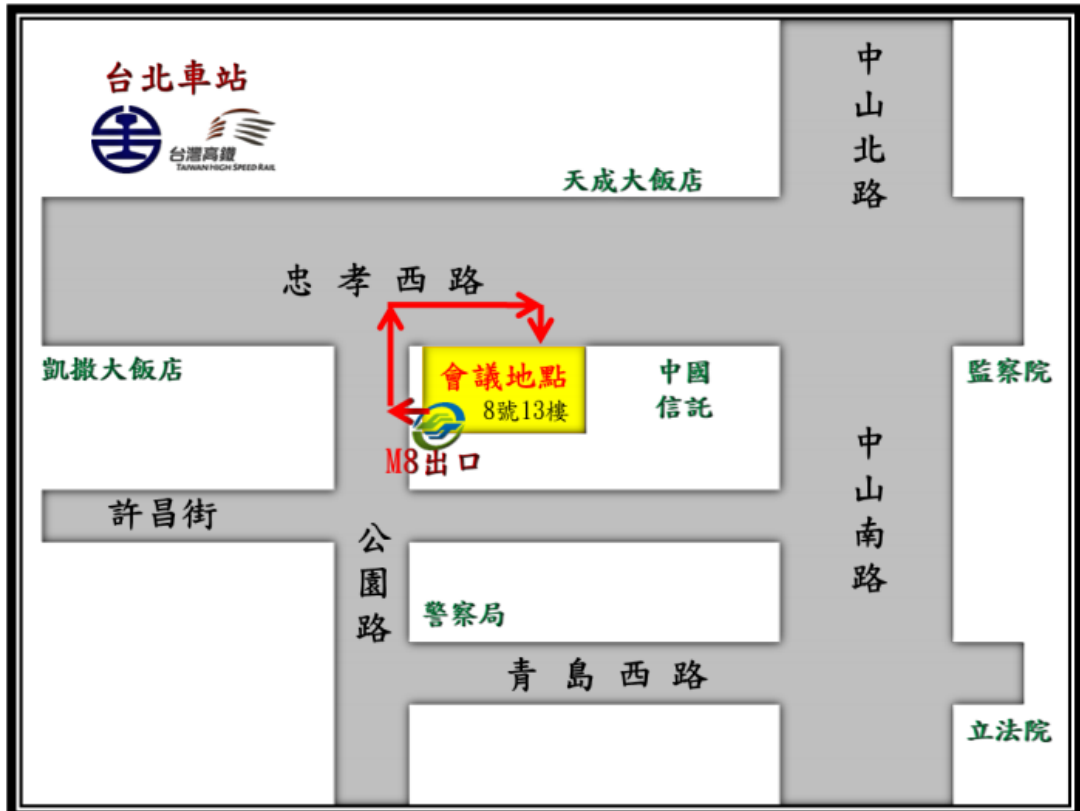 台北車站
台灣高鐵
TAIWAN HIGH SPEED RAIL
中山北路
天成大飯店
忠孝西路
凱撒大飯店
會議地點
8號13樓
中國
信託
監察院
M8出口
中山南路
許昌街
公園路
警察局
青島西路
立法院